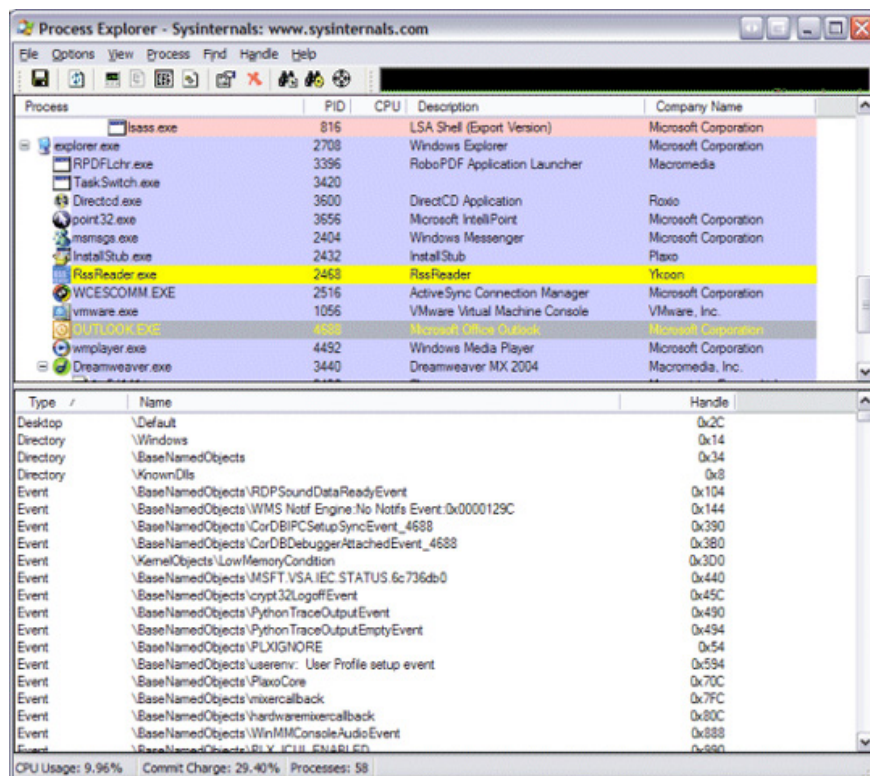 Process Explorer - Sysinternals: www.sysinternals.com
File Options View Process Find Handle Help
Process PID CPU Description Company Name
lsass.exe 816 LSA Shell (Export Version) Microsoft Corporation
explorer.exe 2708 Windows Explorer Microsoft Corporation
RPDFLchr.exe 3396 RoboPDF Application Launcher Macromedia
TaskSwitch.exe 3420
Directcd.exe 3600 DirectCD Application Roxio
point32.exe 3656 Microsoft IntelliPoint Microsoft Corporation
msmsgs.exe 2404 Windows Messenger Microsoft Corporation
InstallStub.exe 2432 InstallStub Plaxo
RssReader.exe 2468 RssReader Ykoon
WCESCOMM.EXE 2516 ActiveSync Connection Manager Microsoft Corporation
vmware.exe 1056 VMware Virtual Machine Console VMware, Inc.
OUTLOOK.EXE 4688 Microsoft Office Outlook Microsoft Corporation
wmplayer.exe 4492 Windows Media Player Microsoft Corporation
Dreamweaver.exe 3440 Dreamweaver MX 2004 Macromedia, Inc.
Type / Name Handle
Desktop \Default 0x2C
Directory \Windows 0x14
Directory \BaseNamedObjects 0x34
Directory \KnownDlls 0x8
Event \BaseNamedObjects\RDPSoundDataReadyEvent 0x104
Event \BaseNamedObjects\WMS Notif Engine:No Notifs Event:0x0000129C 0x144
Event \BaseNamedObjects\CorDBIPCSetupSyncEvent_4688 0x390
Event \BaseNamedObjects\CorDBDebuggerAttachedEvent_4688 0x3B0
Event \KernelObjects\LowMemoryCondition 0x3D0
Event \BaseNamedObjects\MSFT.VSA.IEC.STATUS.6c736db0 0x440
Event \BaseNamedObjects\crypt32LogoffEvent 0x45C
Event \BaseNamedObjects\PythonTraceOutputEvent 0x490
Event \BaseNamedObjects\PythonTraceOutputEmptyEvent 0x494
Event \BaseNamedObjects\PLXIGNORE 0x54
Event \BaseNamedObjects\userenv: User Profile setup event 0x594
Event \BaseNamedObjects\PlaxoCore 0x70C
Event \BaseNamedObjects\mixercallback 0x7FC
Event \BaseNamedObjects\hardwaremixercallback 0x80C
Event \BaseNamedObjects\WinMMConsoleAudioEvent 0x888
Event \BaseNamedObjects\PLX_ICUI_ENABLED 0x990
CPU Usage: 9.96% Commit Charge: 29.40% Processes: 58